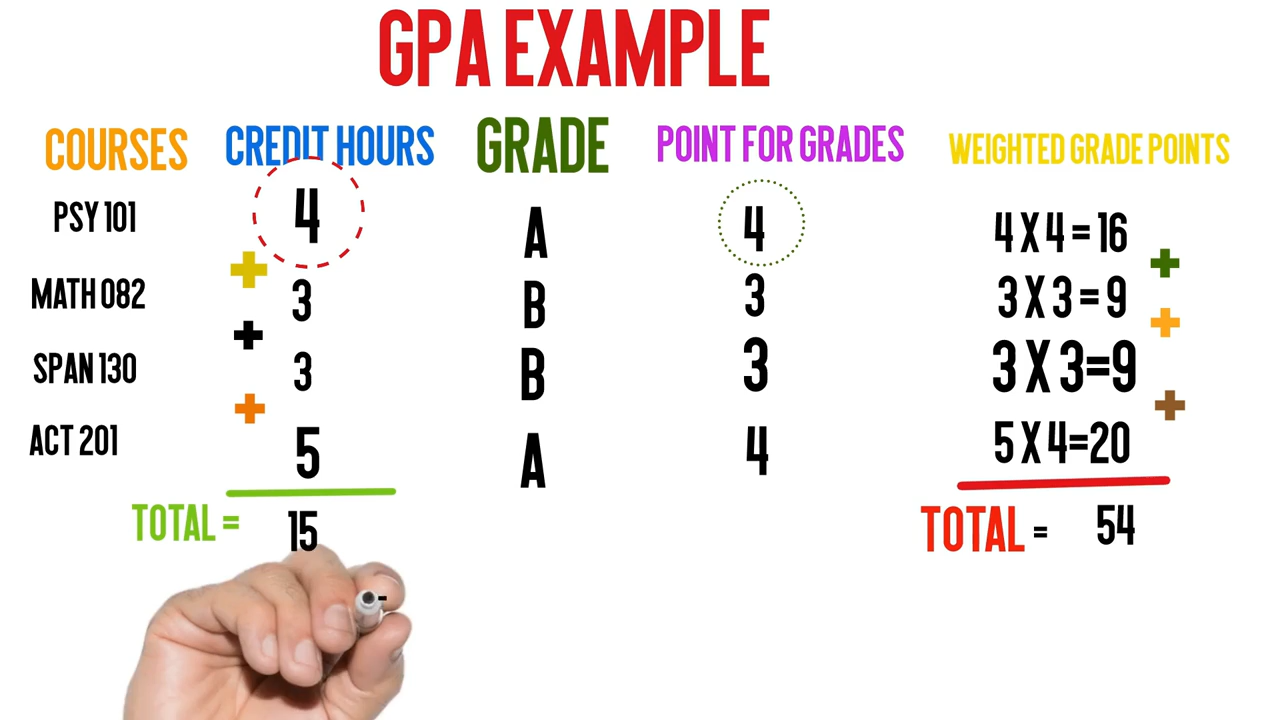 GPA EXAMPLE
COURSES CREDIT HOURS GRADE POINT FOR GRADES WEIGHTED GRADE POINTS
PSY 101 4 A 4 4 X 4 = 16
+ +
MATH 082 3 B 3 3 X 3 = 9
+ +
SPAN 130 3 B 3 3 X 3=9
+ +
ACT 201 5 A 4 5 X 4=20
TOTAL = 15 TOTAL = 54
-